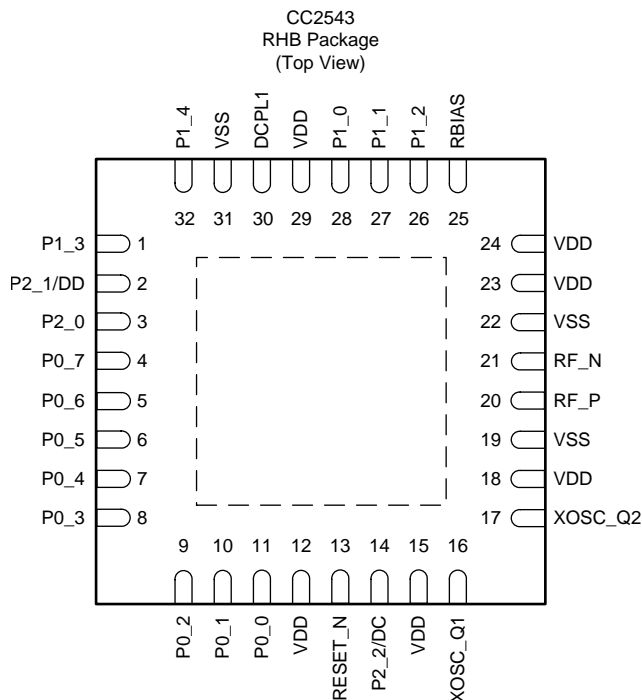 CC2543
RHB Package
(Top View)
P1_4
VSS
DCPL1
VDD
P1_0
P1_1
P1_2
RBIAS
32 31 30 29 28 27 26 25
P1_3 1
P2_1/DD 2
P2_0 3
P0_7 4
P0_6 5
P0_5 6
P0_4 7
P0_3 8
24 VDD
23 VDD
22 VSS
21 RF_N
20 RF_P
19 VSS
18 VDD
17 XOSC_Q2
9 10 11 12 13 14 15 16
P0_2
P0_1
P0_0
VDD
RESET_N
P2_2/DC
VDD
XOSC_Q1